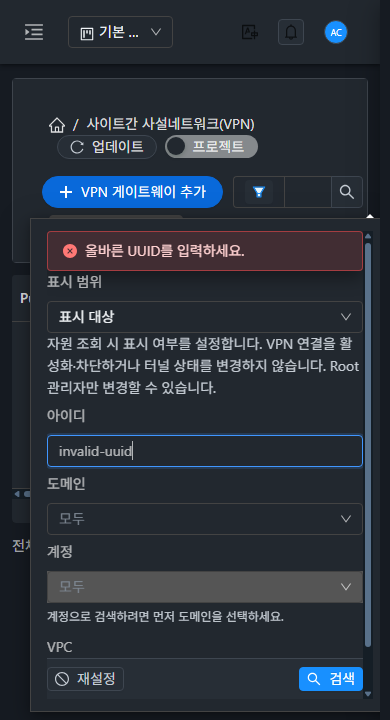 기본 ...
AC
/ 사이트간 사설네트워크(VPN)
업데이트
프로젝트
VPN 게이트웨이 추가
올바른 UUID를 입력하세요.
표시 범위
표시 대상
자원 조회 시 표시 여부를 설정합니다. VPN 연결을 활
성화·차단하거나 터널 상태를 변경하지 않습니다. Root
관리자만 변경할 수 있습니다.
아이디
invalid-uuid
도메인
모두
계정
모두
계정으로 검색하려면 먼저 도메인을 선택하세요.
VPC
재설정
검색